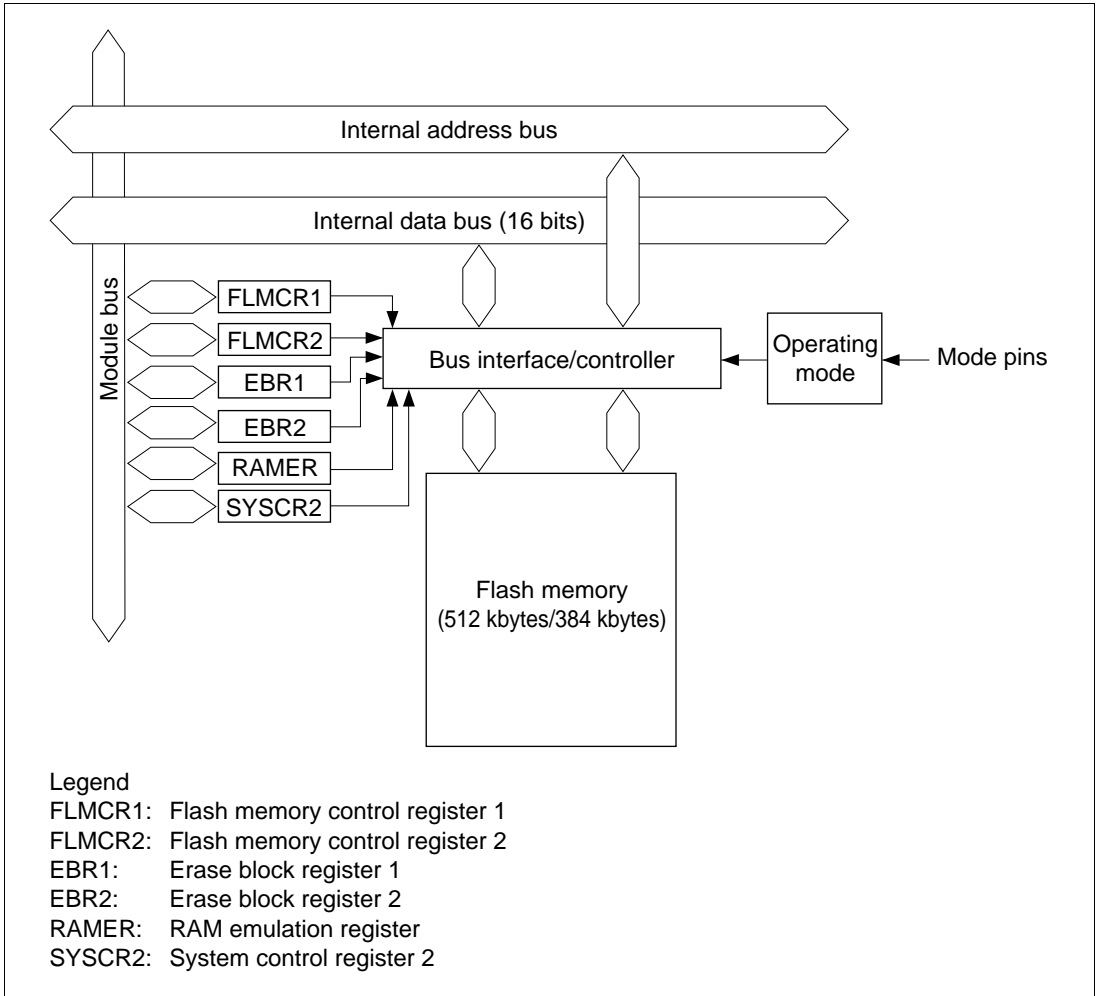 Internal address bus
Internal data bus (16 bits)
Module bus
FLMCR1
FLMCR2
EBR1
EBR2
RAMER
SYSCR2
Bus interface/controller
Operating
mode
Mode pins
Flash memory
(512 kbytes/384 kbytes)
Legend
FLMCR1: Flash memory control register 1
FLMCR2: Flash memory control register 2
EBR1: Erase block register 1
EBR2: Erase block register 2
RAMER: RAM emulation register
SYSCR2: System control register 2